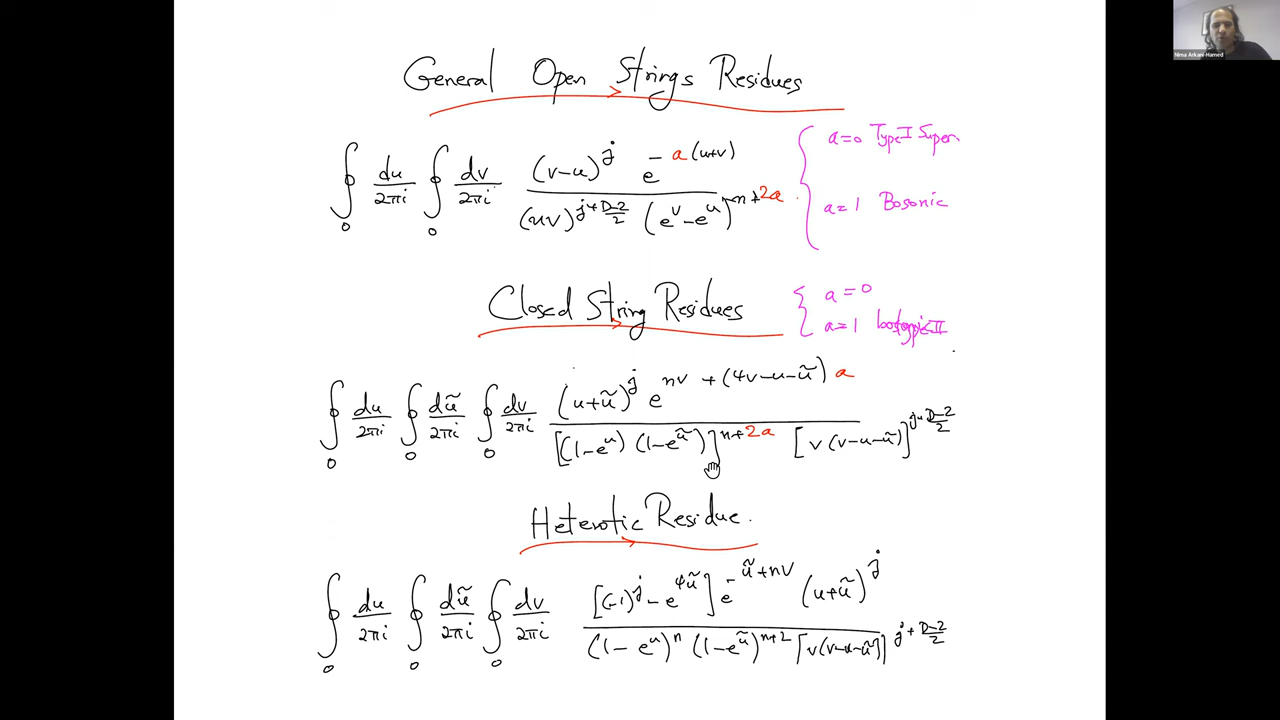 Nima Arkani-Hamed
General Open Strings Residues
∮₀ du/2πi ∮₀ dv/2πi (v-u)^j e^{-a(u+v)} / (uv)^{j+(D-2)/2} (e^v - e^u)^{n+2a}
a=0 Type II Super.
a=1 Bosonic
Closed String Residues
a=0
a=1
∮₀ du/2πi ∮₀ dũ/2πi ∮₀ dv/2πi (u+ũ)^j e^{nv+(4v-u-ũ)a} / [(1-e^u)(1-e^ũ)]^{n+2a} [v(v-u-ũ)]^{j+(D-2)/2}
Heterotic Residue.
∮₀ du/2πi ∮₀ dũ/2πi ∮₀ dv/2πi [(-1)^j - e^{4ũ}] e^{-ũ+nv} (u+ũ)^j / (1-e^u)^n (1-e^ũ)^{n+2} [v(v-u-ũ)]^{j+(D-2)/2}